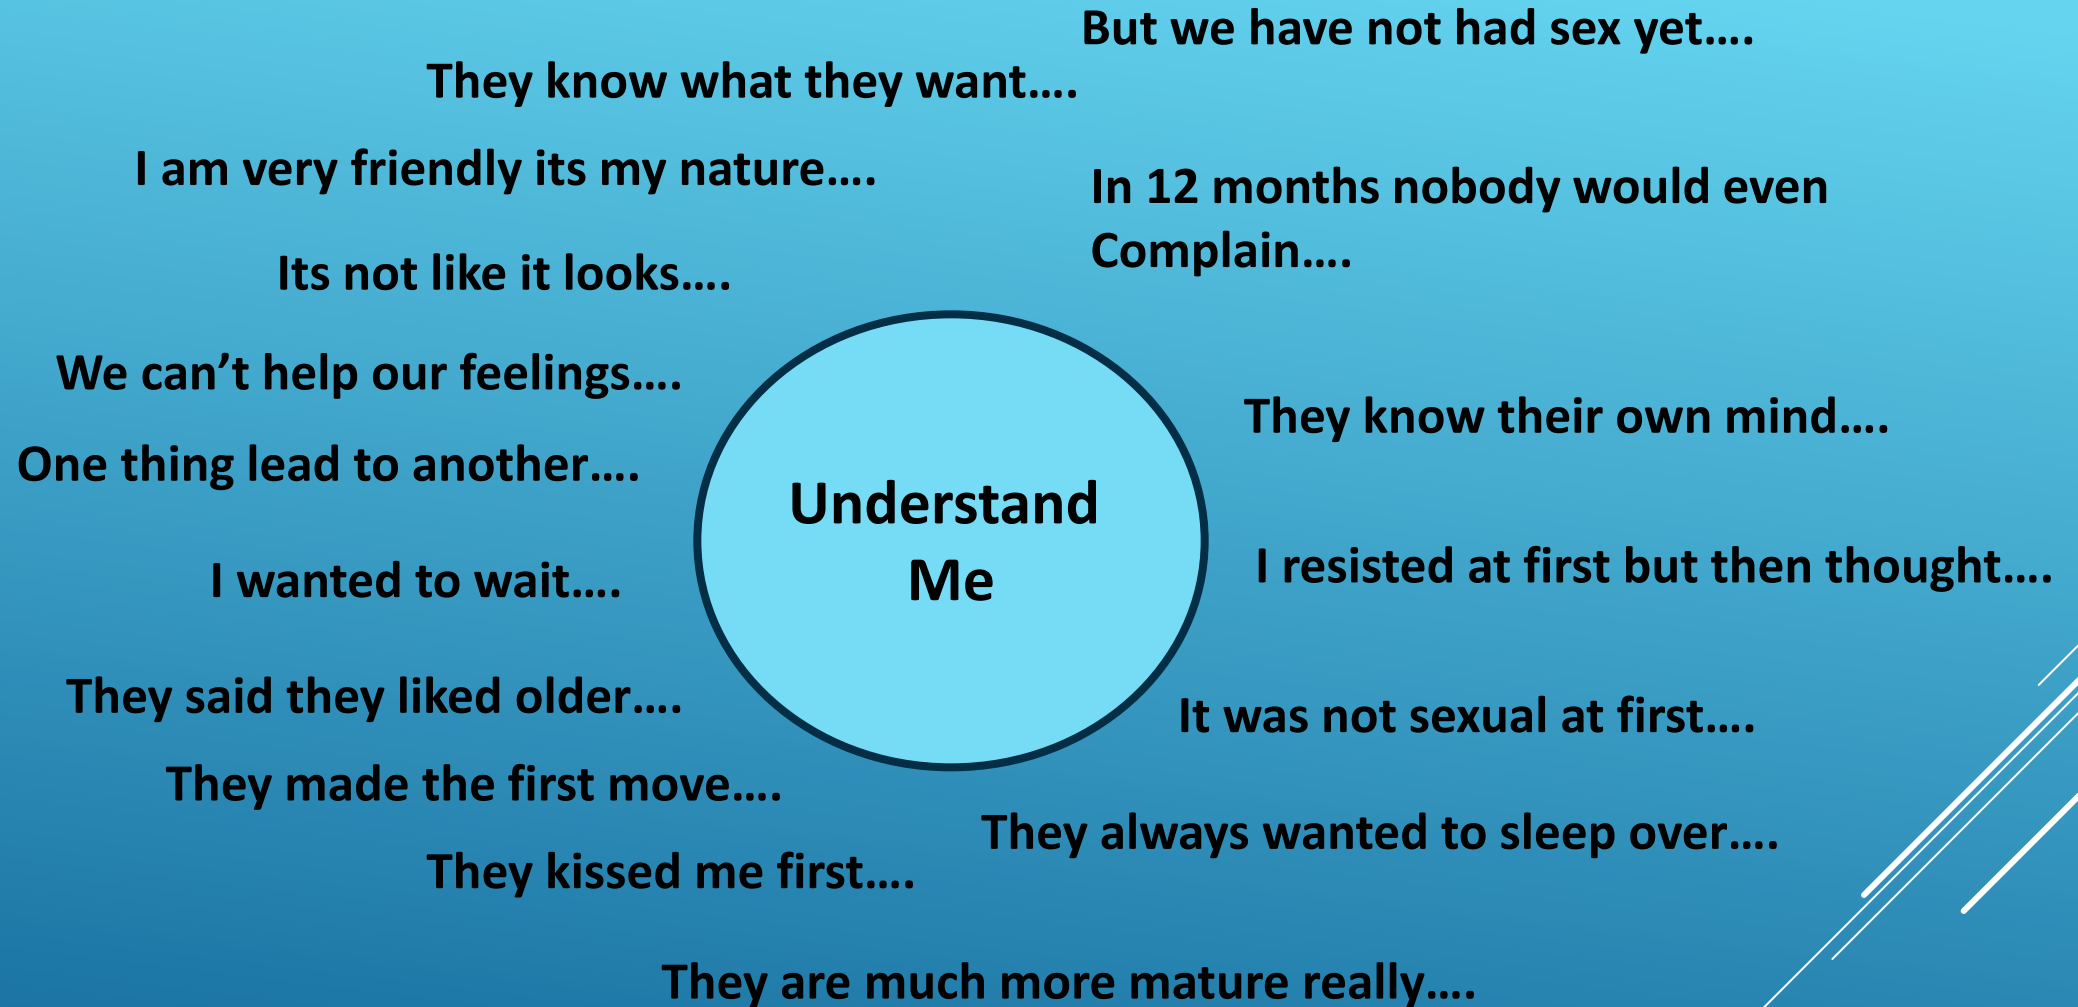 But we have not had sex yet….
They know what they want….
I am very friendly its my nature….
In 12 months nobody would even
Complain….
Its not like it looks….
We can’t help our feelings….
They know their own mind….
One thing lead to another….
Understand
Me
I wanted to wait….
I resisted at first but then thought….
They said they liked older….
It was not sexual at first….
They made the first move….
They always wanted to sleep over….
They kissed me first….
They are much more mature really….